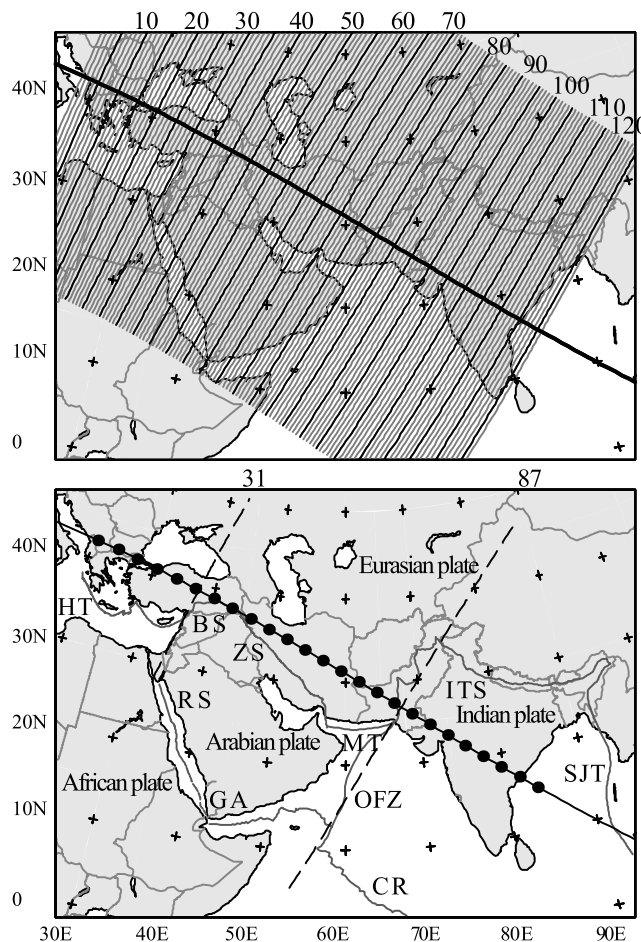 10 20 30 40 50 60 70
80
90
100
110
120
40N
30N
20N
10N
0
31 87
40N
30N
20N
10N
0
Eurasian plate
HT
BS
ZS
ITS
RS
Indian plate
Arabian plate
MT
African plate
SJT
GA
OFZ
CR
30E 40E 50E 60E 70E 80E 90E